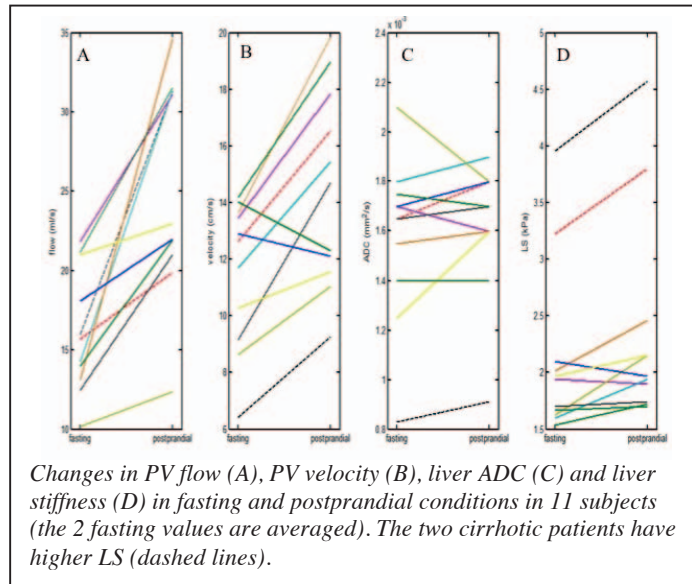 A
B
C
D
2.4 x 10
35
30
25
20
15
10
flow (ml/s)
fasting
postprandial
20
18
16
14
12
10
8
6
velocity (cm/s)
fasting
postprandial
2.2
2
1.8
1.6
1.4
1.2
1
0.8
ADC (mm²/s)
fasting
postprandial
5
4.5
4
3.5
3
2.5
2
1.5
1
LS (kPa)
fasting
postprandial
Changes in PV flow (A), PV velocity (B), liver ADC (C) and liver
stiffness (D) in fasting and postprandial conditions in 11 subjects
(the 2 fasting values are averaged). The two cirrhotic patients have
higher LS (dashed lines).